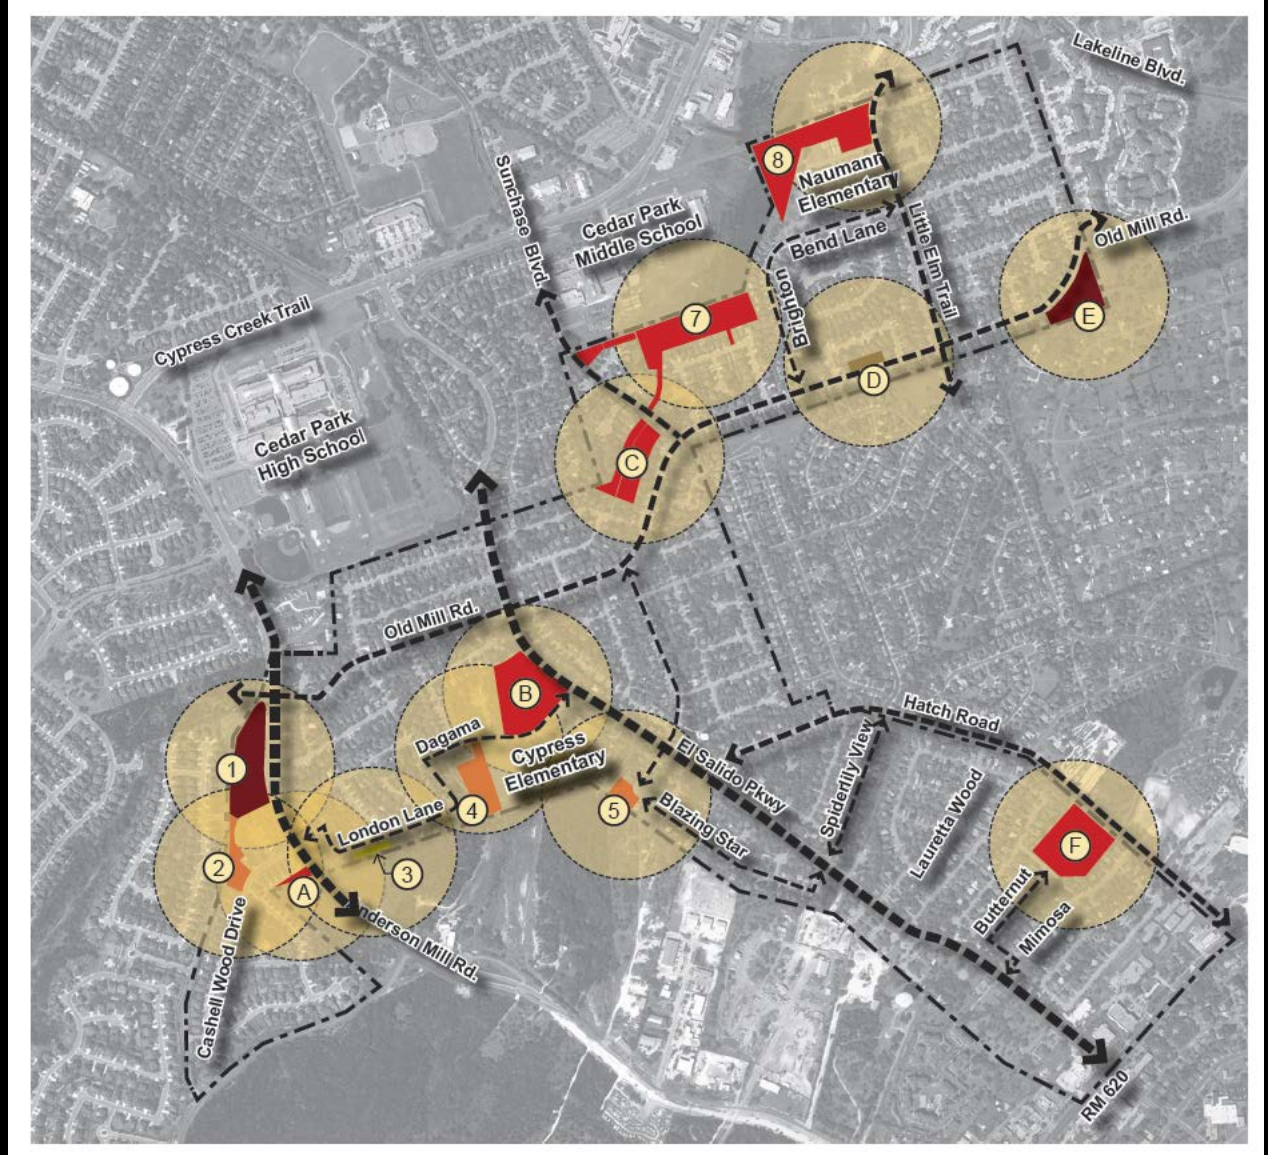 Lakeline Blvd.
8
Naumann
Elementary
Sunchase Blvd.
Cedar Park
Middle School
Bend Lane
Little Elm Trail
Old Mill Rd.
Brighton
7
E
Cypress Creek Trail
D
Cedar Park
High School
C
Old Mill Rd.
B
Dagama
Cypress
Elementary
Hatch Road
El Salido Pkwy
Spiderlily View
Lauretta Wood
1
4
5
London Lane
Blazing Star
F
2
A
3
Butternut
Mimosa
Anderson Mill Rd.
Cashell Wood Drive
RM 620